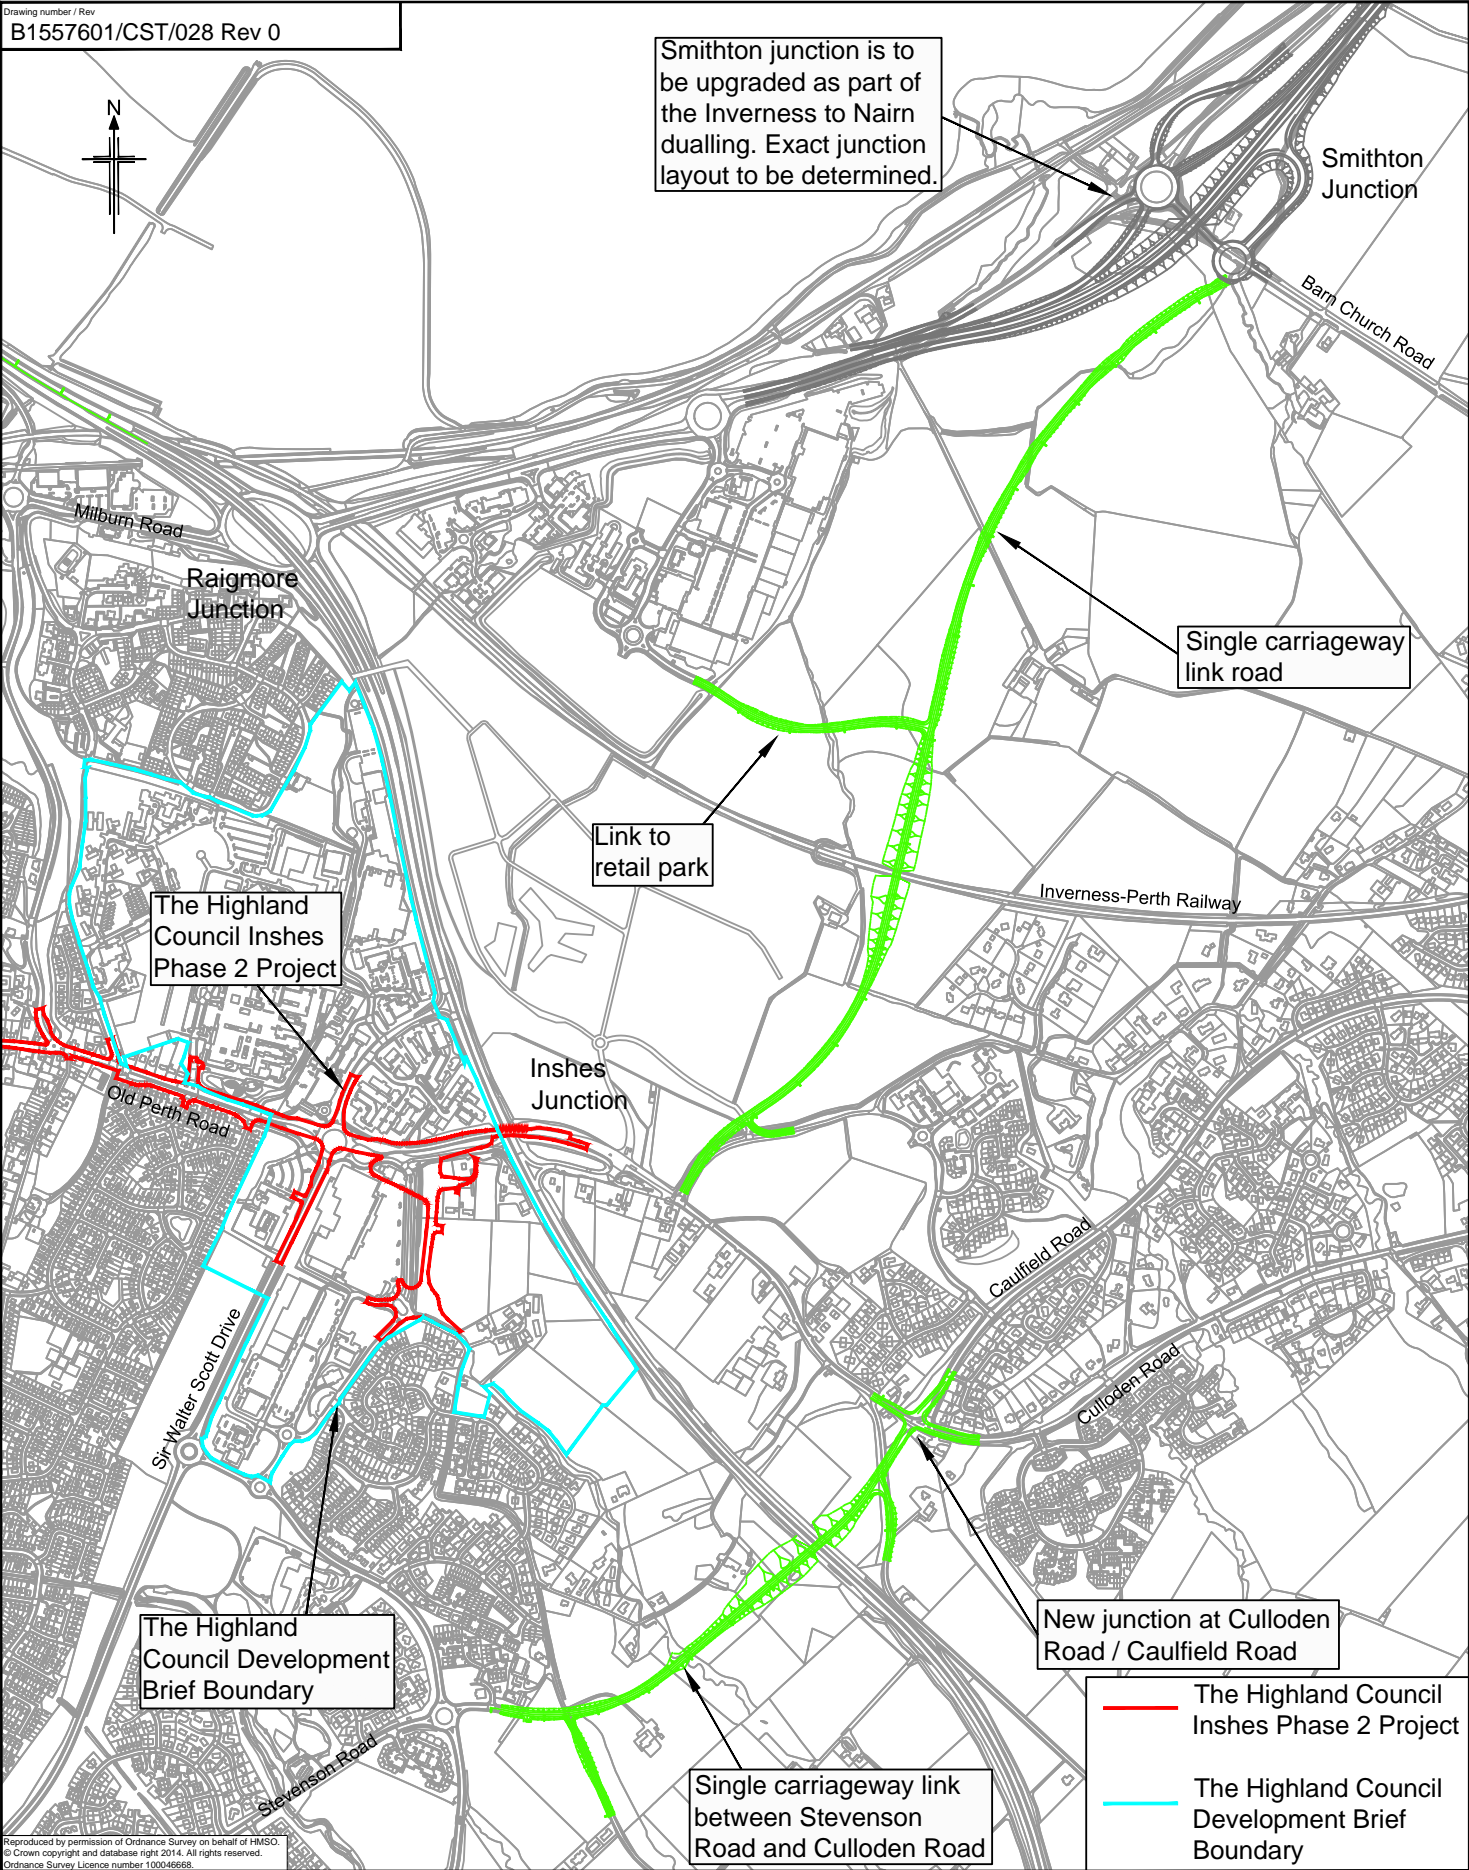 Drawing number / Rev
B1557601/CST/028 Rev 0
N
Smithton junction is to
be upgraded as part of
the Inverness to Nairn
dualling. Exact junction
layout to be determined.
Smithton
Junction
Barn Church Road
Milburn Road
Raigmore
Junction
Single carriageway
link road
Link to
retail park
Inverness-Perth Railway
The Highland
Council Inshes
Phase 2 Project
Inshes
Junction
Old Perth Road
Caulfield Road
Sir Walter Scott Drive
Culloden Road
The Highland
Council Development
Brief Boundary
New junction at Culloden
Road / Caulfield Road
Stevenson Road
Single carriageway link
between Stevenson
Road and Culloden Road
The Highland Council
Inshes Phase 2 Project
The Highland Council
Development Brief
Boundary
Reproduced by permission of Ordnance Survey on behalf of HMSO.
© Crown copyright and database right 2014. All rights reserved.
Ordnance Survey Licence number 100046668.